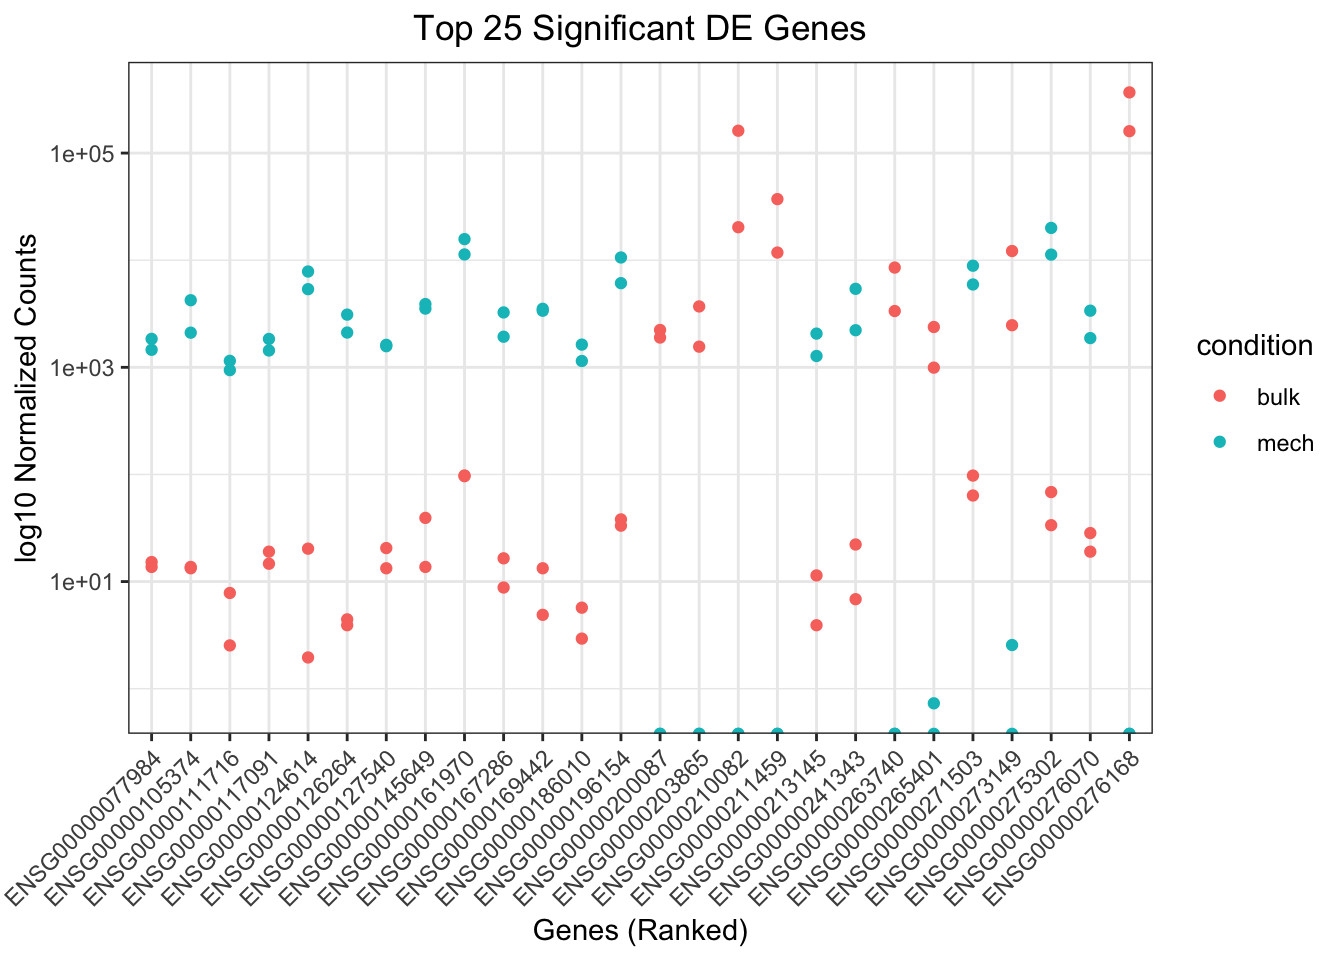 Top 25 Significant DE Genes
log10 Normalized Counts
1e+05
1e+03
1e+01
condition
bulk
mech
ENSG00000077984
ENSG00000105374
ENSG00000111716
ENSG00000117091
ENSG00000124614
ENSG00000126264
ENSG00000127540
ENSG00000145649
ENSG00000161970
ENSG00000167286
ENSG00000169442
ENSG00000186010
ENSG00000196154
ENSG00000200087
ENSG00000203865
ENSG00000210082
ENSG00000211459
ENSG00000213145
ENSG00000241343
ENSG00000263740
ENSG00000265401
ENSG00000271503
ENSG00000273149
ENSG00000275302
ENSG00000276070
ENSG00000276168
Genes (Ranked)